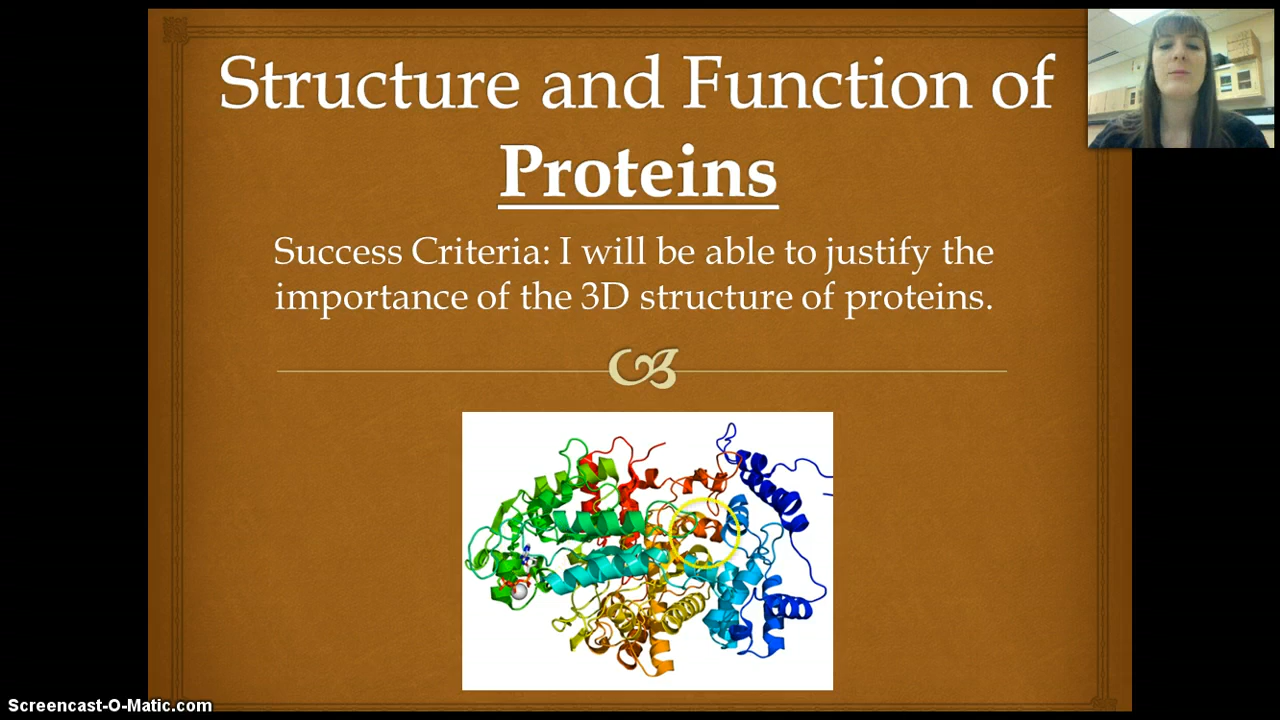 Structure and Function of
Proteins
Success Criteria: I will be able to justify the
importance of the 3D structure of proteins.
Screencast-O-Matic.com